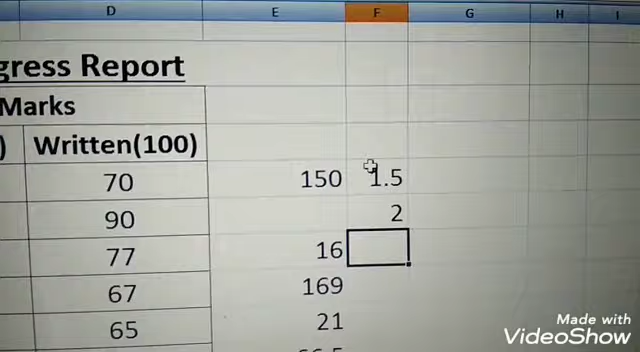 D E F G H I
gress Report
Marks
) Written(100)
70 150 1.5
90 2
77 16
67 169
65 21
Made with
VideoShow